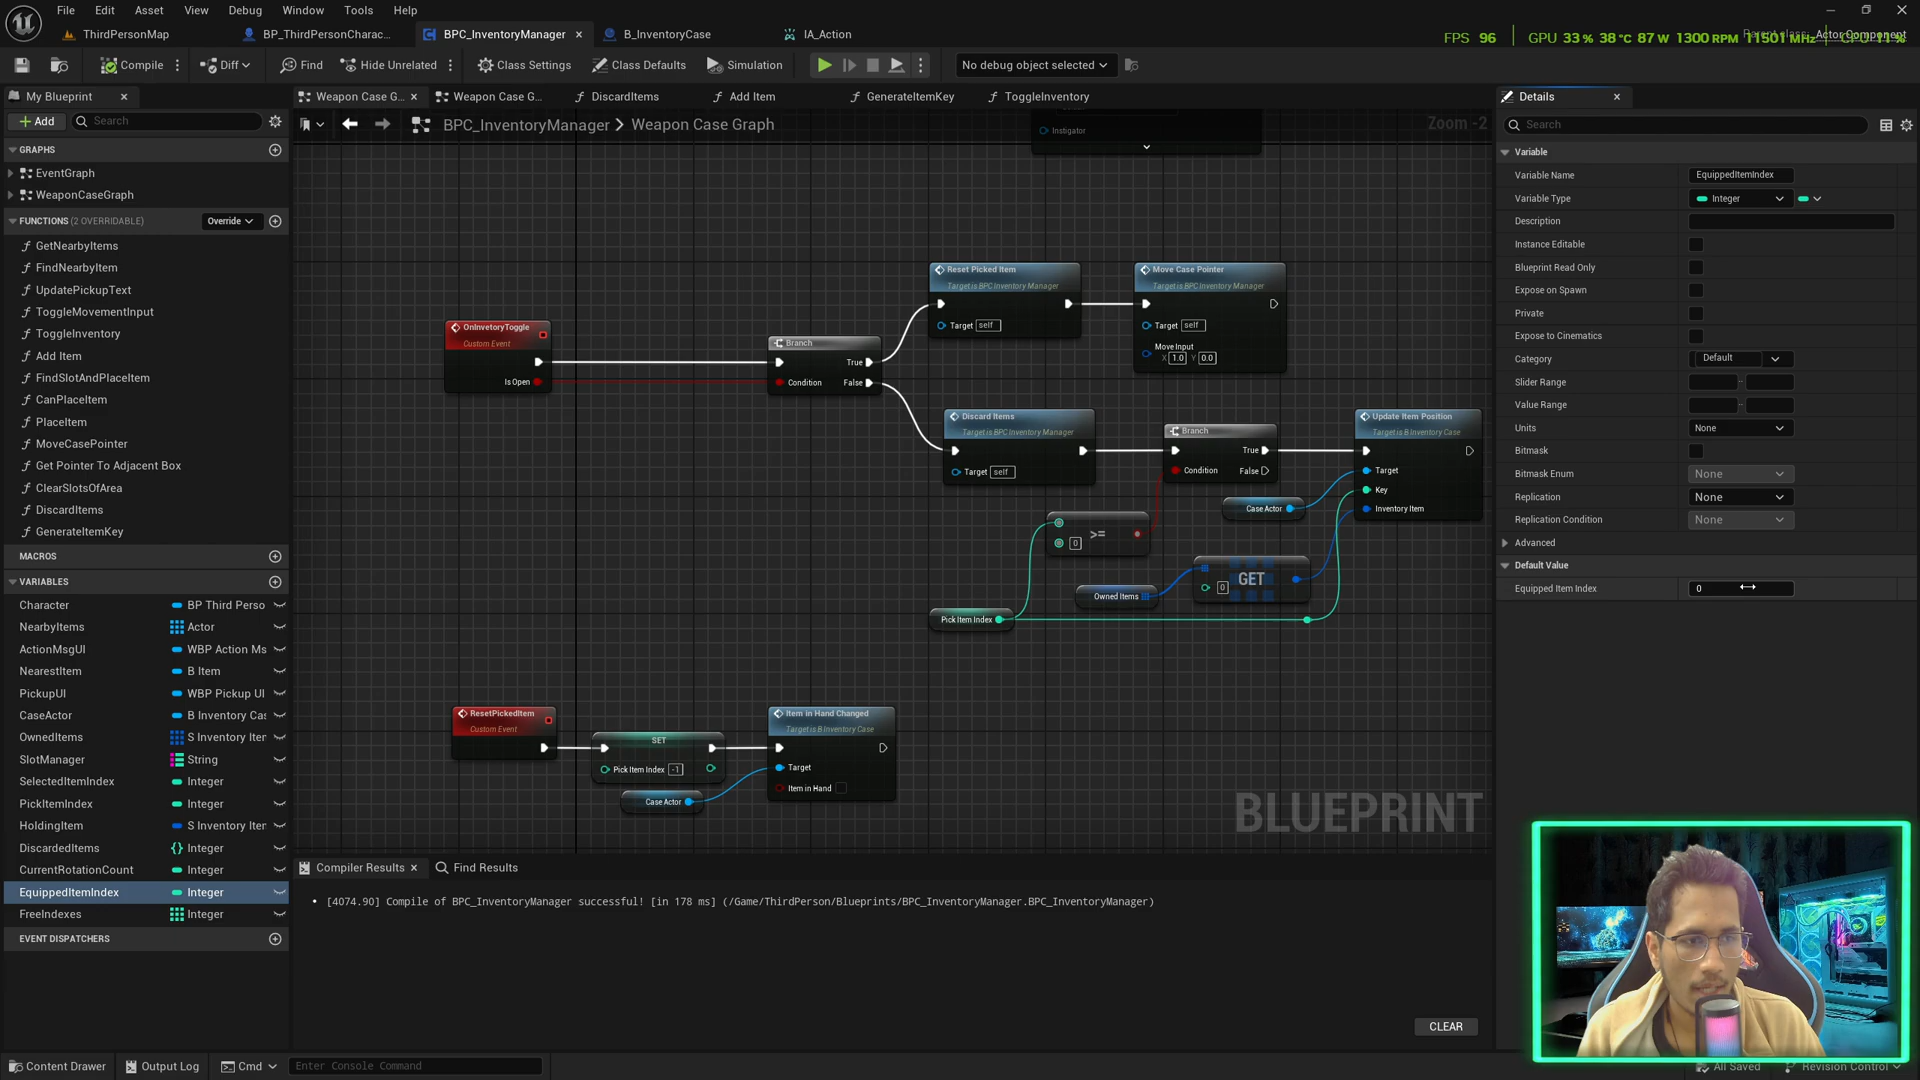 File Edit Asset View Debug Window Tools Help
ThirdPersonMap BP_ThirdPersonCharac... BPC_InventoryManager B_InventoryCase IA_Action
FPS 96 GPU 33 % 38 °C 87 W 1300 RPM 11501 MHz
Actor Component
Compile Diff Find Hide Unrelated Class Settings Class Defaults Simulation No debug object selected
My Blueprint
Weapon Case G... Weapon Case G... DiscardItems Add Item GenerateItemKey ToggleInventory
Details
Add Search
BPC_InventoryManager > Weapon Case Graph
Zoom -2
Search
GRAPHS
EventGraph
WeaponCaseGraph
FUNCTIONS (2 OVERRIDABLE) Override
GetNearbyItems
FindNearbyItem
UpdatePickupText
ToggleMovementInput
ToggleInventory
Add Item
FindSlotAndPlaceItem
CanPlaceItem
PlaceItem
MoveCasePointer
Get Pointer To Adjacent Box
ClearSlotsOfArea
DiscardItems
GenerateItemKey
MACROS
VARIABLES
Character BP Third Perso
NearbyItems Actor
ActionMsgUI WBP Action Ms
NearestItem B Item
PickupUI WBP Pickup UI
CaseActor B Inventory Cas
OwnedItems S Inventory Iter
SlotManager String
SelectedItemIndex Integer
PickItemIndex Integer
HoldingItem S Inventory Iter
DiscardedItems Integer
CurrentRotationCount Integer
EquippedItemIndex Integer
FreeIndexes Integer
EVENT DISPATCHERS
Instigator
OnInvetoryToggle
Custom Event
Is Open
Branch
True
Condition False
Reset Picked Item
Target is BPC Inventory Manager
Target self
Move Case Pointer
Target is BPC Inventory Manager
Target self
Move Input
X 1.0 Y 0.0
Discard Items
Target is BPC Inventory Manager
Target self
Branch
True
Condition False
Update Item Position
Target is B Inventory Case
Target
Key
Inventory Item
Case Actor
0 >=
Owned Items
GET
0
Pick Item Index
ResetPickedItem
Custom Event
SET
Pick Item Index -1
Case Actor
Item in Hand Changed
Target is B Inventory Case
Target
Item in Hand
BLUEPRINT
Variable
Variable Name EquippedItemIndex
Variable Type Integer
Description
Instance Editable
Blueprint Read Only
Expose on Spawn
Private
Expose to Cinematics
Category Default
Slider Range
Value Range
Units None
Bitmask
Bitmask Enum None
Replication None
Replication Condition None
Advanced
Default Value
Equipped Item Index 0
Compiler Results Find Results
• [4074.90] Compile of BPC_InventoryManager successful! [in 178 ms] (/Game/ThirdPerson/Blueprints/BPC_InventoryManager.BPC_InventoryManager)
CLEAR
Content Drawer Output Log Cmd Enter Console Command
All Saved Revision Control